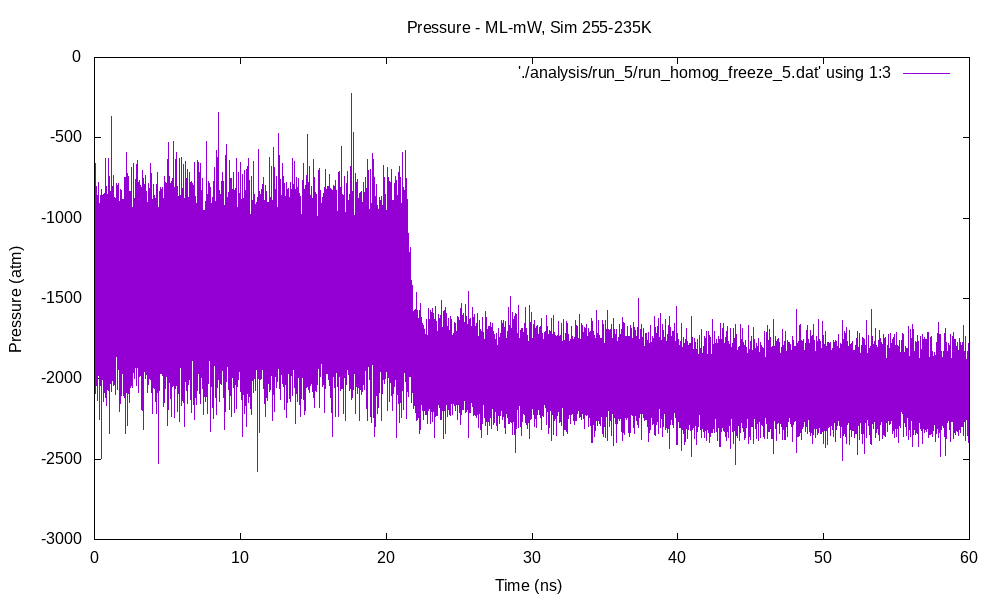 Pressure - ML-mW, Sim 255-235K
'./analysis/run_5/run_homog_freeze_5.dat' using 1:3
0
-500
-1000
-1500
-2000
-2500
-3000
Pressure (atm)
0 10 20 30 40 50 60
Time (ns)